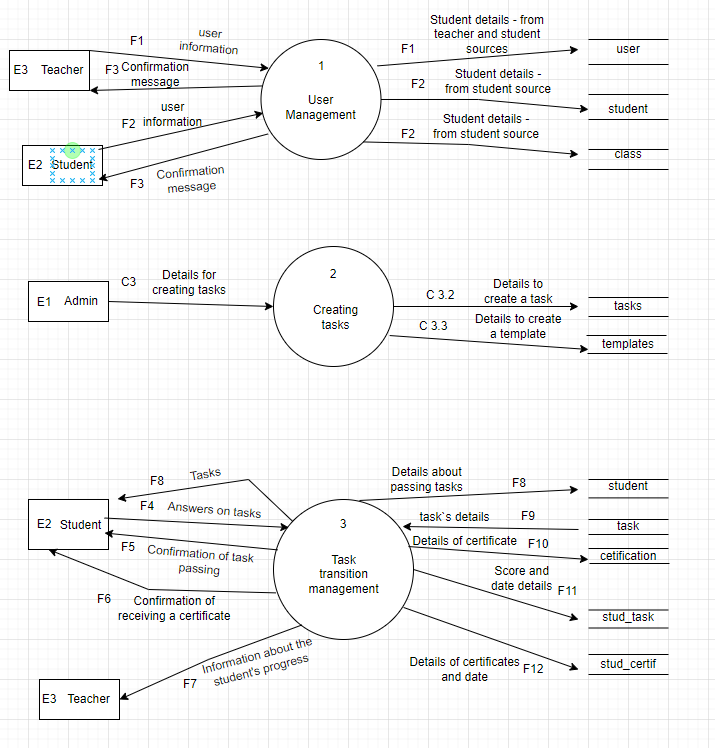 F1 user
information
E3 Teacher
F3 Confirmation
message
user
F2 information
E2 Student
F3 Confirmation
message
1
User
Management
Student details - from
teacher and student
F1 sources
user
Student details -
F2 from student source
student
Student details -
F2 from student source
class
E1 Admin
C3 Details for
creating tasks
2
Creating
tasks
Details to
C 3.2 create a task
tasks
C 3.3 Details to create
a template
templates
F8 Tasks
F4 Answers on tasks
E2 Student
F5 Confirmation of task
passing
F6 Confirmation of
receiving a certificate
Information about the
F7 student's progress
E3 Teacher
3
Task
transition
management
Details about
passing tasks F8
student
task`s details F9
task
Details of certificate F10
cetification
Score and
date details F11
stud_task
Details of certificates F12
and date
stud_certif